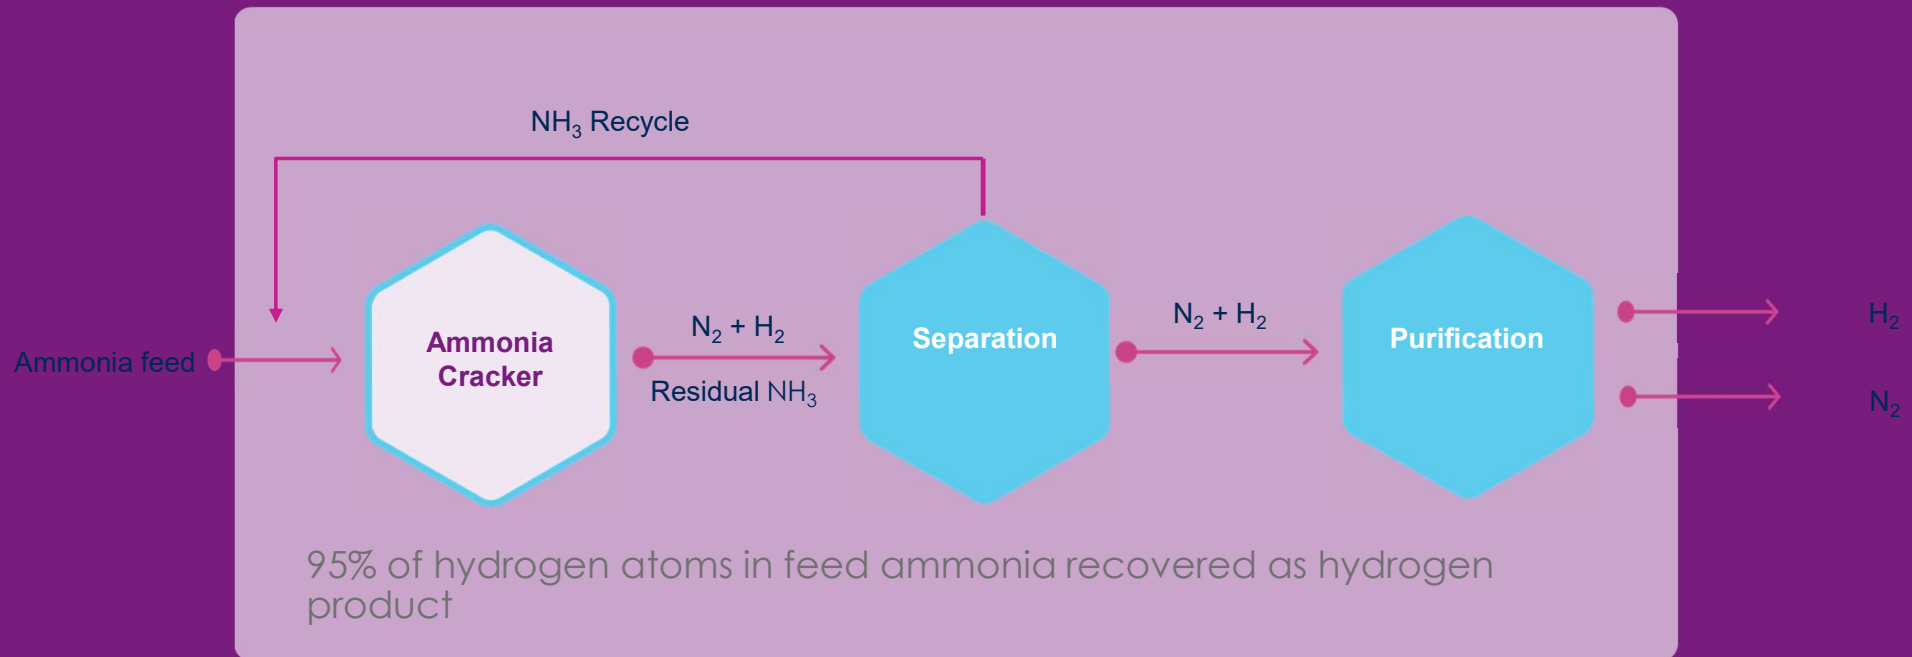 NH₃ Recycle
Ammonia feed
Ammonia
Cracker
N₂ + H₂
Residual NH₃
Separation
N₂ + H₂
Purification
H₂
N₂
95% of hydrogen atoms in feed ammonia recovered as hydrogen
product